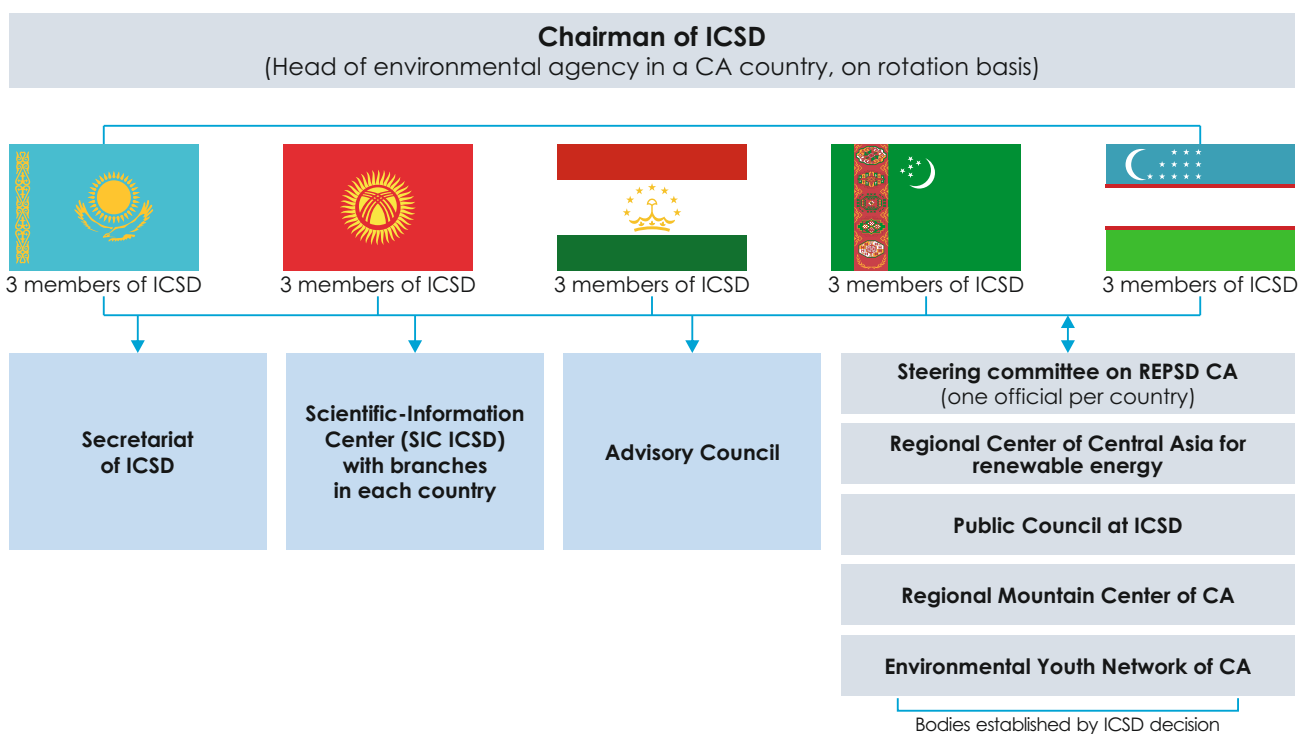 Chairman of ICSD
(Head of environmental agency in a CA country, on rotation basis)
3 members of ICSD
3 members of ICSD
3 members of ICSD
3 members of ICSD
3 members of ICSD
Secretariat
of ICSD
Scientific-Information
Center (SIC ICSD)
with branches
in each country
Advisory Council
Steering committee on REPSD CA
(one official per country)
Regional Center of Central Asia for
renewable energy
Public Council at ICSD
Regional Mountain Center of CA
Environmental Youth Network of CA
Bodies established by ICSD decision